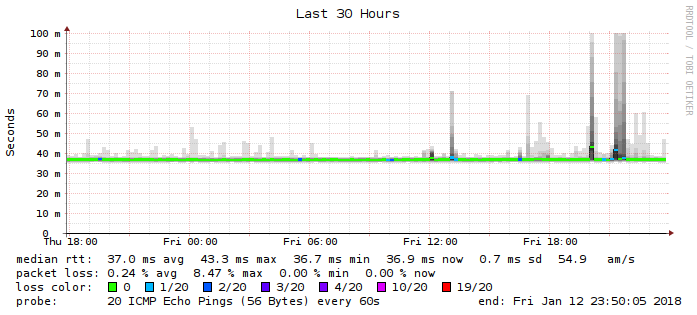 Last 30 Hours
RRDTOOL / TOBI OETIKER
Seconds
100 m
90 m
80 m
70 m
60 m
50 m
40 m
30 m
20 m
10 m
0
Thu 18:00 Fri 00:00 Fri 06:00 Fri 12:00 Fri 18:00
median rtt: 37.0 ms avg 43.3 ms max 36.7 ms min 36.9 ms now 0.7 ms sd 54.9 am/s
packet loss: 0.24 % avg 8.47 % max 0.00 % min 0.00 % now
loss color: 0 1/20 2/20 3/20 4/20 10/20 19/20
probe: 20 ICMP Echo Pings (56 Bytes) every 60s end: Fri Jan 12 23:50:05 2018